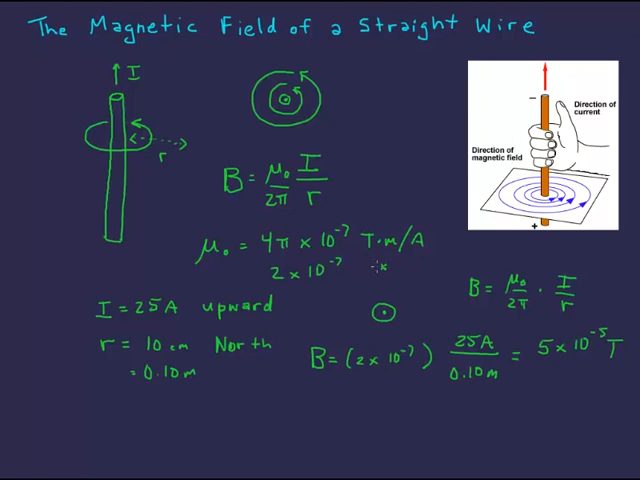 The Magnetic Field of a Straight Wire
I
r
B = μ₀/2π I/r
μ₀ = 4π × 10⁻⁷ T·m/A
2 × 10⁻⁷
I = 25A upward
r = 10 cm North
= 0.10 m
B = (2 × 10⁻⁷) 25A/0.10 m = 5 × 10⁻⁵ T
B = μ₀/2π · I/r
−
Direction of
current
Direction of
magnetic field
+